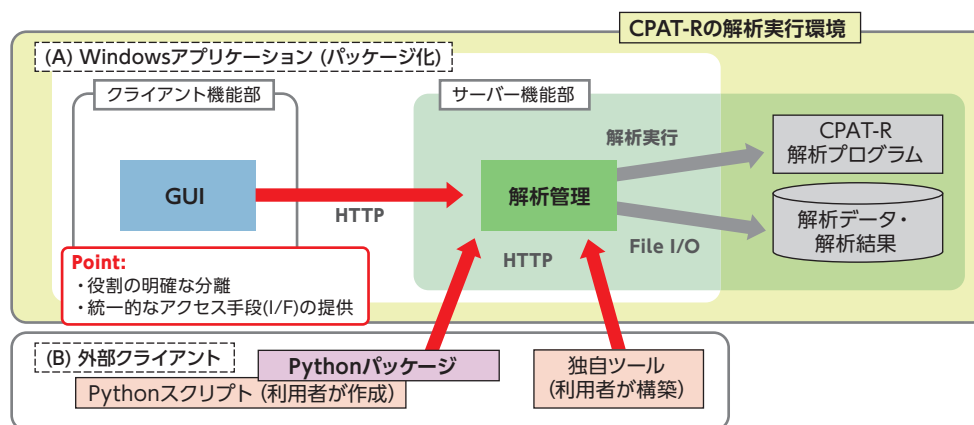 CPAT-Rの解析実行環境
(A) Windowsアプリケーション (パッケージ化)
クライアント機能部
サーバー機能部
GUI
HTTP
解析管理
解析実行
CPAT-R
解析プログラム
File I/O
解析データ・
解析結果
HTTP
Point:
・役割の明確な分離
・統一的なアクセス手段(I/F)の提供
(B) 外部クライアント
Pythonパッケージ
Pythonスクリプト (利用者が作成)
独自ツール
(利用者が構築)